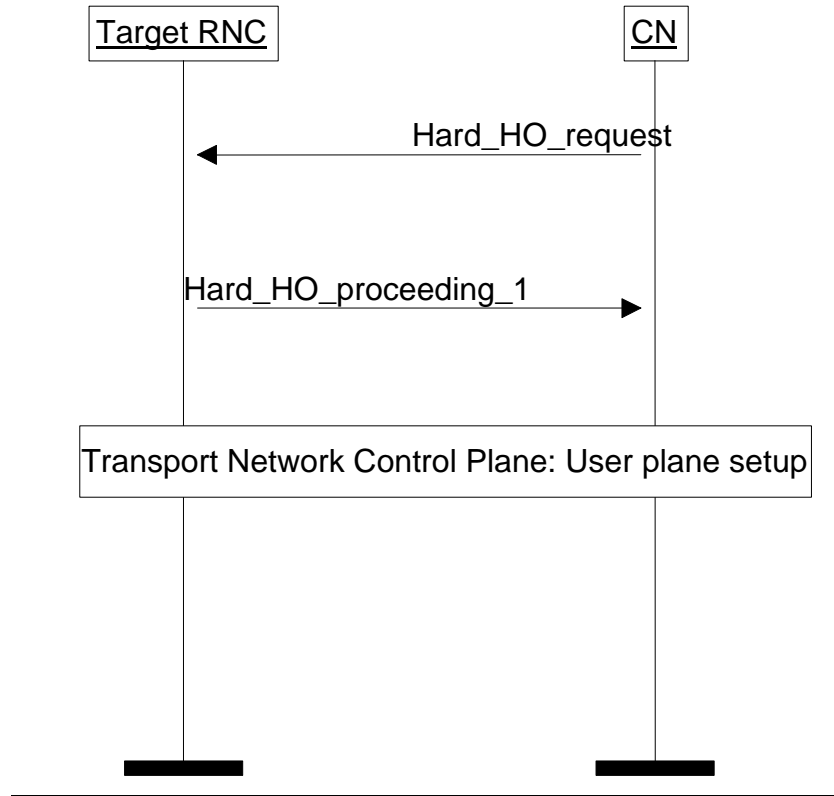 Target RNC
CN
Hard_HO_request
Hard_HO_proceeding_1
Transport Network Control Plane: User plane setup